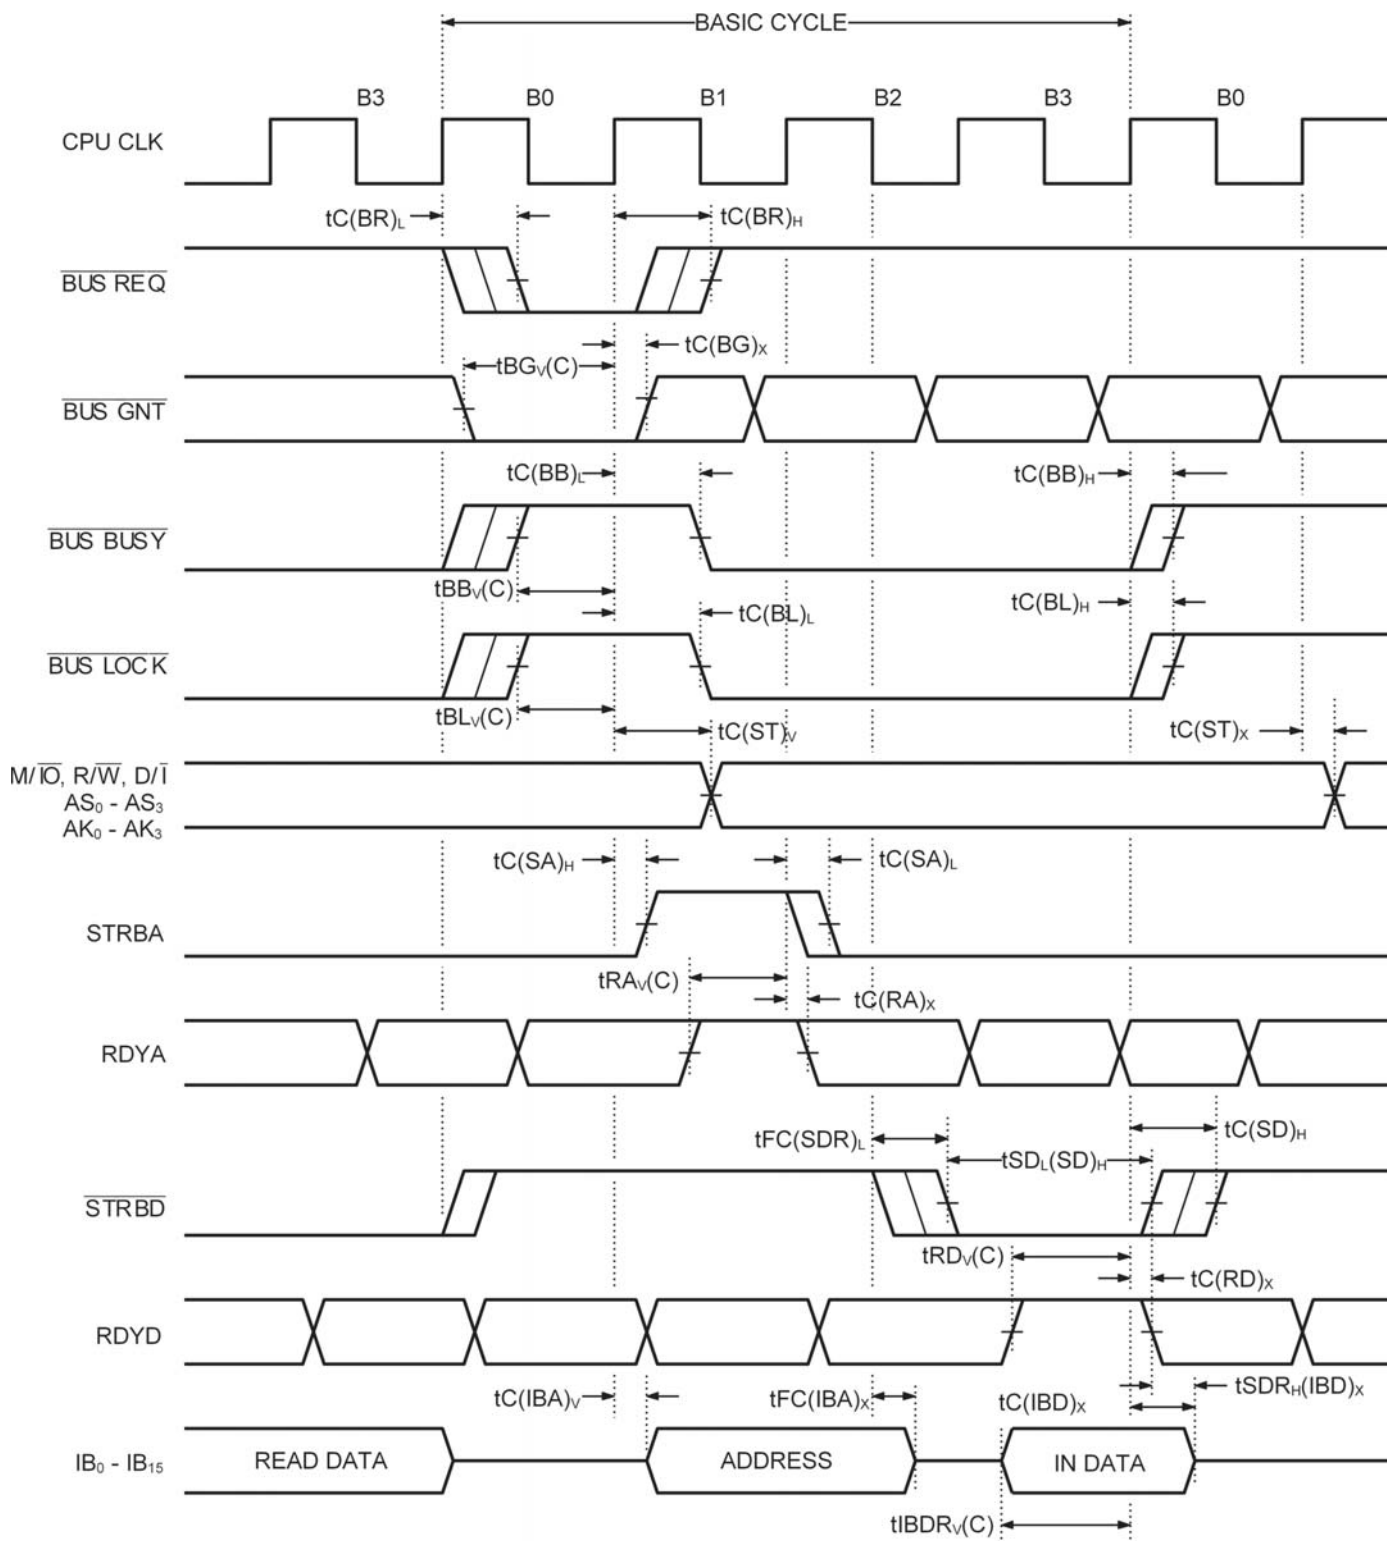 BASIC CYCLE
B3 B0 B1 B2 B3 B0
CPU CLK
tC(BR)L tC(BR)H
BUS REQ
tC(BG)X
tBGV(C)
BUS GNT
tC(BB)L tC(BB)H
BUS BUSY
tBBV(C)
tC(BL)L tC(BL)H
BUS LOCK
tBLV(C)
tC(ST)V tC(ST)X
M/IO, R/W, D/I
AS0 - AS3
AK0 - AK3
tC(SA)H tC(SA)L
STRBA
tRAV(C)
tC(RA)X
RDYA
tFC(SDR)L tC(SD)H
tSDL(SD)H
STRBD
tRDV(C)
tC(RD)X
RDYD
tC(IBA)V tFC(IBA)X tC(IBD)X tSDRH(IBD)X
IB0 - IB15 READ DATA ADDRESS IN DATA
tIBDRV(C)